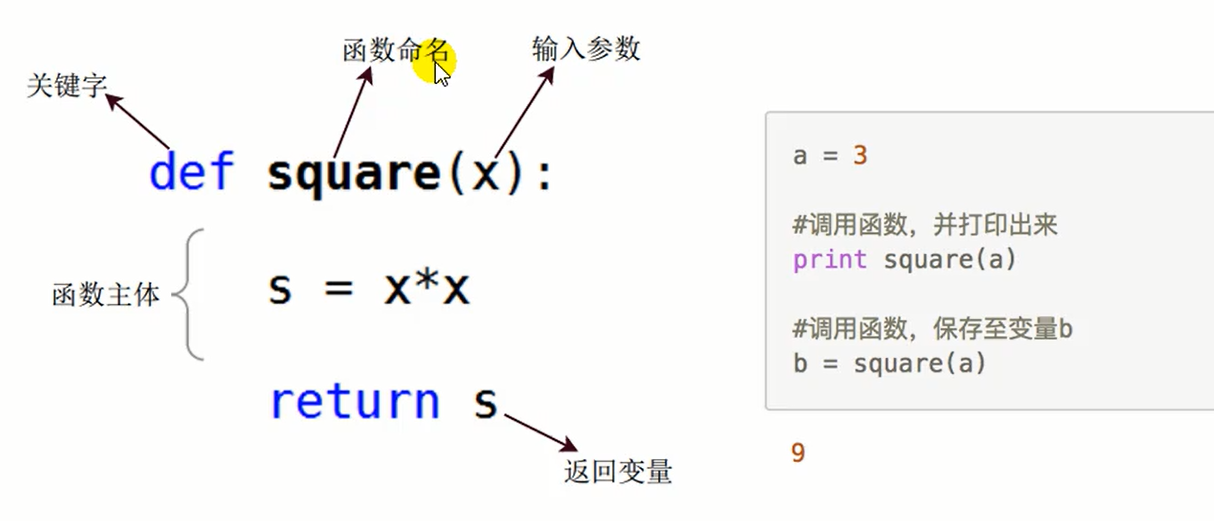 函数命名
输入参数
关键字
def square(x):
函数主体
s = x*x
return s
返回变量
a = 3
#调用函数，并打印出来
print square(a)
#调用函数，保存至变量b
b = square(a)
9